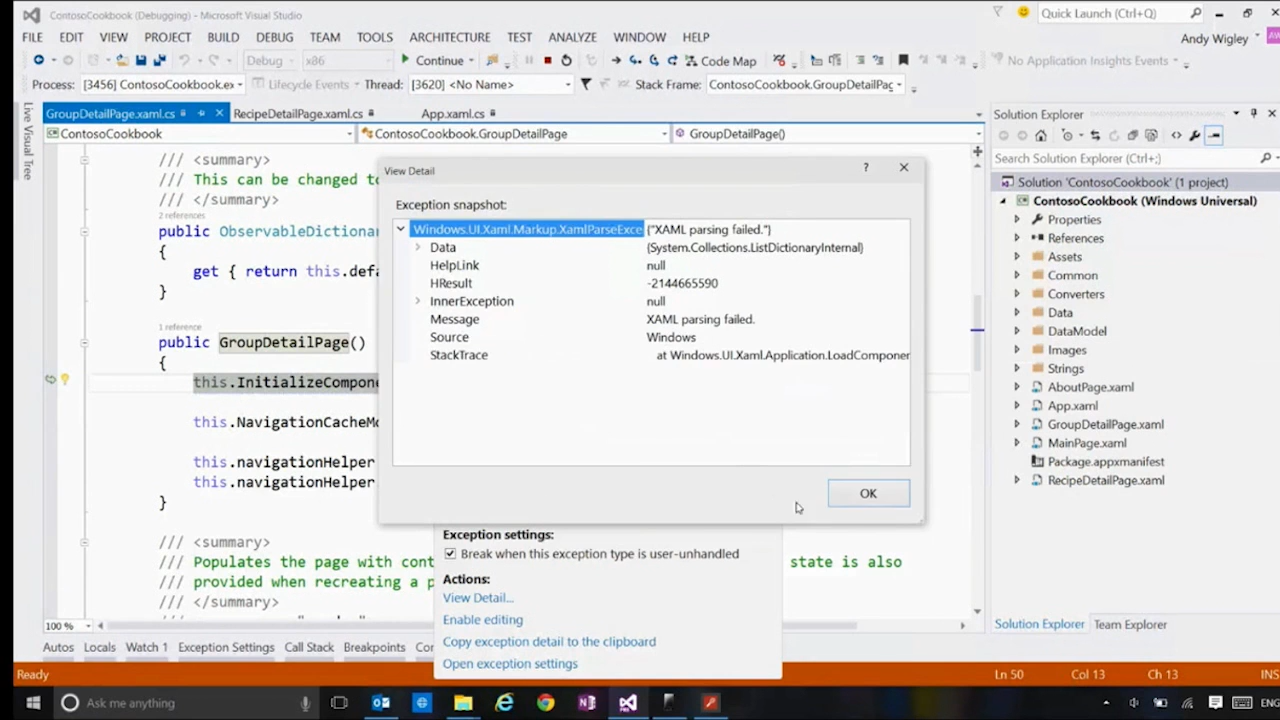 ContosoCookbook (Debugging) - Microsoft Visual Studio
Quick Launch (Ctrl+Q)
FILE EDIT VIEW PROJECT BUILD DEBUG TEAM TOOLS ARCHITECTURE TEST ANALYZE WINDOW HELP
Andy Wigley AW
Debug x86 Continue Code Map No Application Insights Events
Process: [3456] ContosoCookbook.ex Lifecycle Events Thread: [3620] <No Name> Stack Frame: ContosoCookbook.GroupDetailPag
Live Visual Tree
GroupDetailPage.xaml.cs RecipeDetailPage.xaml.cs App.xaml.cs
ContosoCookbook ContosoCookbook.GroupDetailPage GroupDetailPage()
/// <summary>
/// This can be changed to
/// </summary>
2 references
public ObservableDictionar
{
get { return this.defa
}
1 reference
public GroupDetailPage()
{
this.InitializeCompone
this.NavigationCacheMo
this.navigationHelper
this.navigationHelper
}
/// <summary>
/// Populates the page with cont state is also
/// provided when recreating a p
/// </summary>
100 %
View Detail
?
Exception snapshot:
Windows.UI.Xaml.Markup.XamlParseExce {"XAML parsing failed."}
Data {System.Collections.ListDictionaryInternal}
HelpLink null
HResult -2144665590
InnerException null
Message XAML parsing failed.
Source Windows
StackTrace at Windows.UI.Xaml.Application.LoadComponen
OK
Exception settings:
Break when this exception type is user-unhandled
Actions:
View Detail...
Enable editing
Copy exception detail to the clipboard
Open exception settings
Solution Explorer
Search Solution Explorer (Ctrl+;)
Solution 'ContosoCookbook' (1 project)
ContosoCookbook (Windows Universal)
Properties
References
Assets
Common
Converters
Data
DataModel
Images
Strings
AboutPage.xaml
App.xaml
GroupDetailPage.xaml
MainPage.xaml
Package.appxmanifest
RecipeDetailPage.xaml
Solution Explorer Team Explorer
Autos Locals Watch 1 Exception Settings Call Stack Breakpoints Co
Ready Ln 50 Col 13 Ch 13 INS
Ask me anything ENG